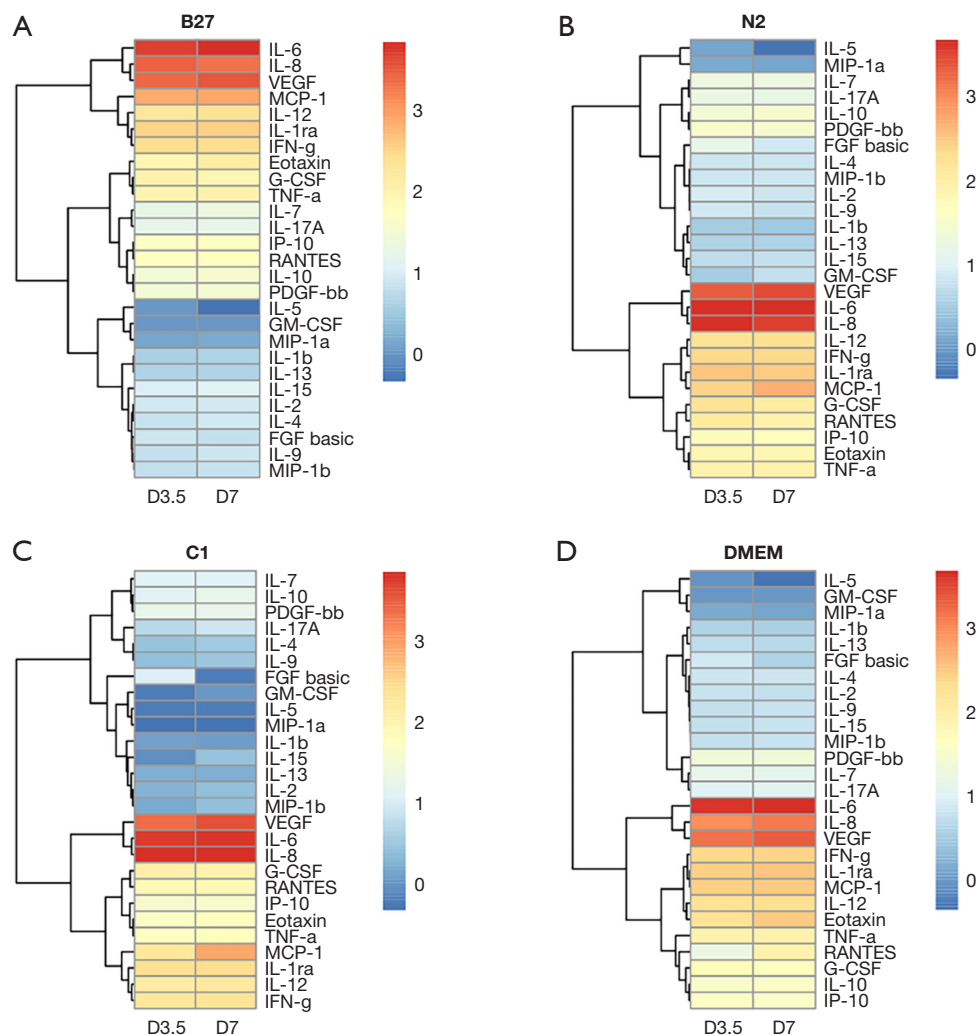 A
B27
IL-6
IL-8
VEGF
MCP-1
IL-12
IL-1ra
IFN-g
Eotaxin
G-CSF
TNF-a
IL-7
IL-17A
IP-10
RANTES
IL-10
PDGF-bb
IL-5
GM-CSF
MIP-1a
IL-1b
IL-13
IL-15
IL-2
IL-4
FGF basic
IL-9
MIP-1b
D3.5 D7
3
2
1
0
B
N2
IL-5
MIP-1a
IL-7
IL-17A
IL-10
PDGF-bb
FGF basic
IL-4
MIP-1b
IL-2
IL-9
IL-1b
IL-13
IL-15
GM-CSF
VEGF
IL-6
IL-8
IL-12
IFN-g
IL-1ra
MCP-1
G-CSF
RANTES
IP-10
Eotaxin
TNF-a
D3.5 D7
3
2
1
0
C
C1
IL-7
IL-10
PDGF-bb
IL-17A
IL-4
IL-9
FGF basic
GM-CSF
IL-5
MIP-1a
IL-1b
IL-15
IL-13
IL-2
MIP-1b
VEGF
IL-6
IL-8
G-CSF
RANTES
IP-10
Eotaxin
TNF-a
MCP-1
IL-1ra
IL-12
IFN-g
D3.5 D7
3
2
1
0
D
DMEM
IL-5
GM-CSF
MIP-1a
IL-1b
IL-13
FGF basic
IL-4
IL-2
IL-9
IL-15
MIP-1b
PDGF-bb
IL-7
IL-17A
IL-6
IL-8
VEGF
IFN-g
IL-1ra
MCP-1
IL-12
Eotaxin
TNF-a
RANTES
G-CSF
IL-10
IP-10
D3.5 D7
3
2
1
0